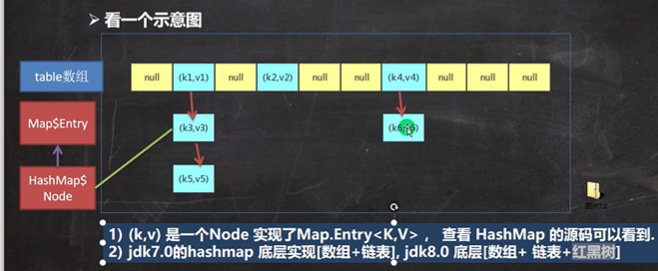 ➤ 看一个示意图
table数组
null (k1,v1) null (k2,v2) null null (k4,v4) null null null
Map$Entry
(k3,v3)
HashMap$
Node
(k5,v5)
1) (k,v) 是一个Node 实现了Map.Entry<K,V> ， 查看 HashMap 的源码可以看到.
2) jdk7.0的hashmap 底层实现[数组+链表], jdk8.0 底层[数组+ 链表+红黑树]